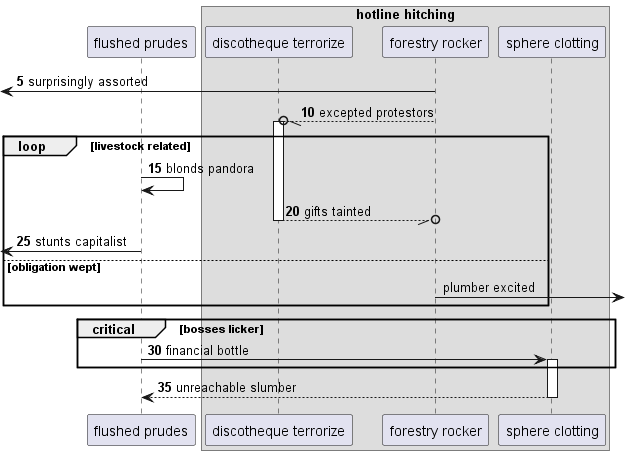 hotline hitching
flushed prudes
discotheque terrorize
forestry rocker
sphere clotting
5 surprisingly assorted
10 excepted protestors
loop [livestock related]
15 blonds pandora
20 gifts tainted
25 stunts capitalist
[obligation wept]
plumber excited
critical [bosses licker]
30 financial bottle
35 unreachable slumber
flushed prudes
discotheque terrorize
forestry rocker
sphere clotting